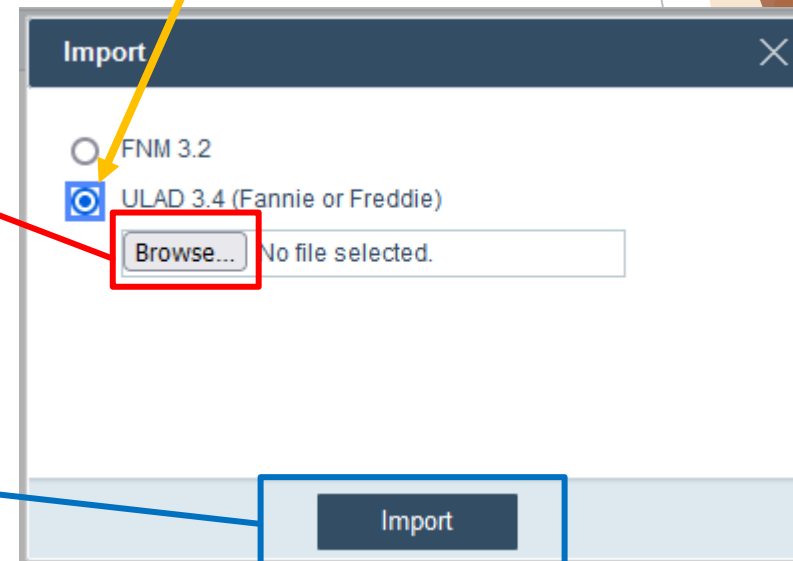 Import
FNM 3.2
ULAD 3.4 (Fannie or Freddie)
Browse... No file selected.
Import